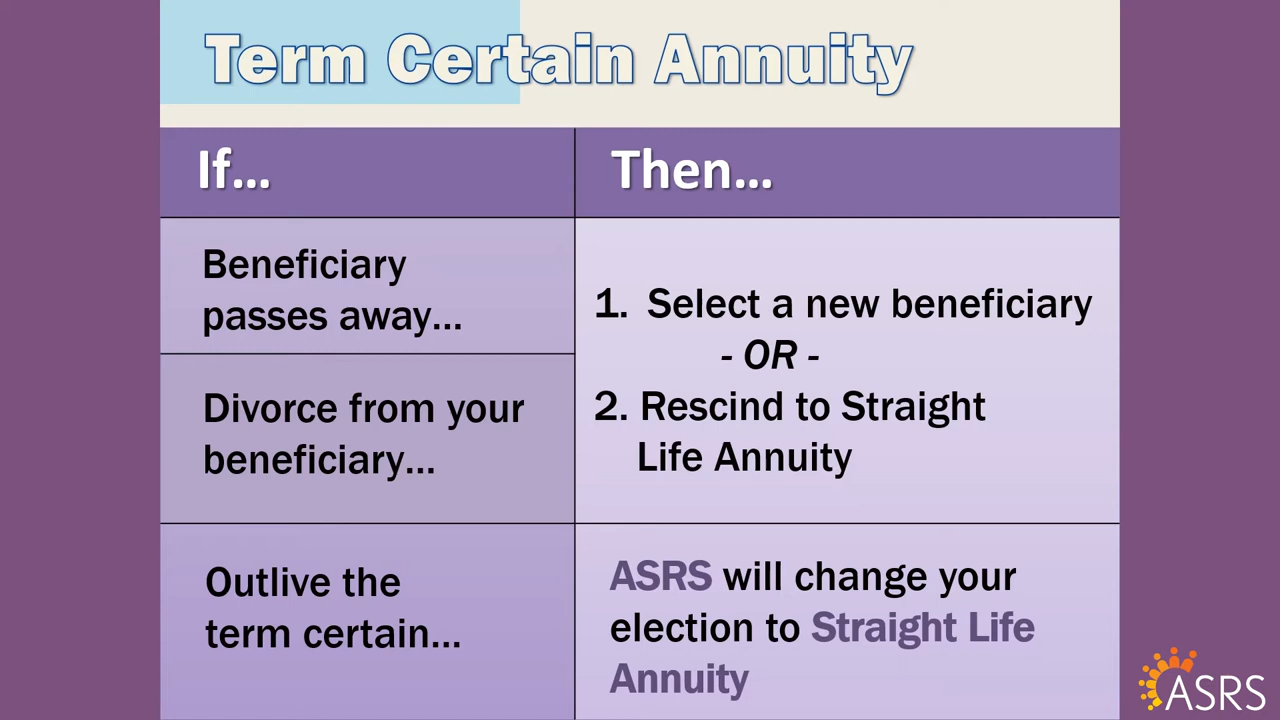 Term Certain Annuity
If...
Then...
Beneficiary
passes away...
Divorce from your
beneficiary...
1. Select a new beneficiary
- OR -
2. Rescind to Straight
Life Annuity
Outlive the
term certain...
ASRS will change your
election to Straight Life
Annuity
ASRS